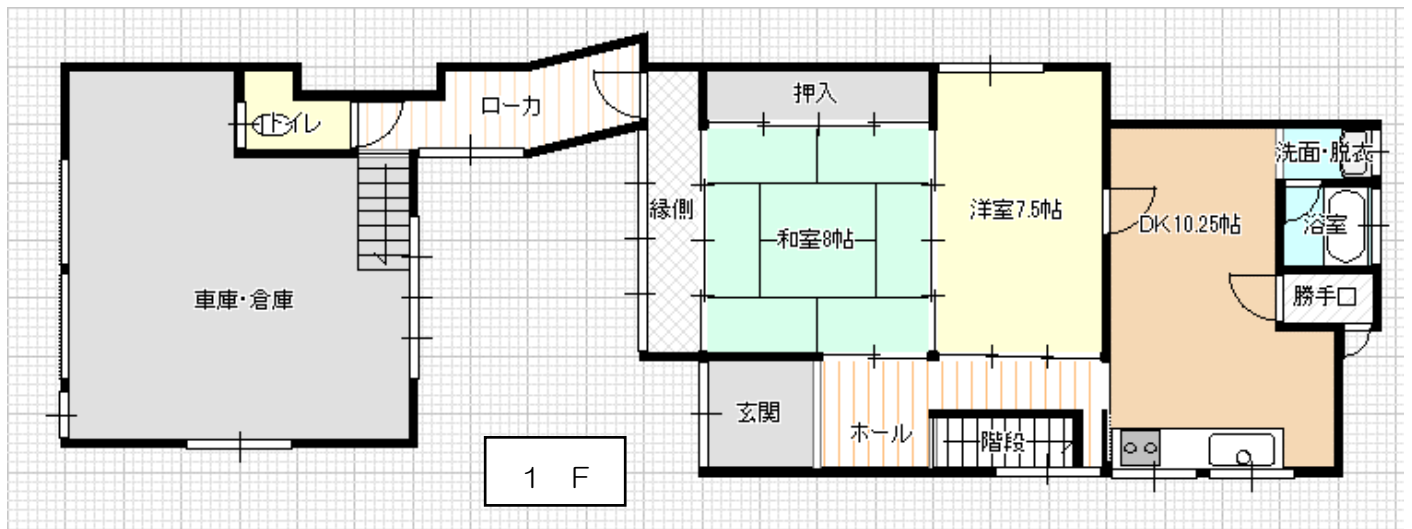 押入
ローカ
トイレ
洗面・脱衣
縁側
洋室7.5帖
DK10.25帖
浴室
和室8帖
車庫・倉庫
勝手口
玄関
ホール
階段
1 F